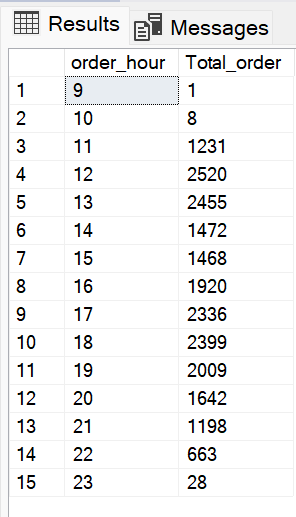 Results Messages
order_hour Total_order
1 9 1
2 10 8
3 11 1231
4 12 2520
5 13 2455
6 14 1472
7 15 1468
8 16 1920
9 17 2336
10 18 2399
11 19 2009
12 20 1642
13 21 1198
14 22 663
15 23 28